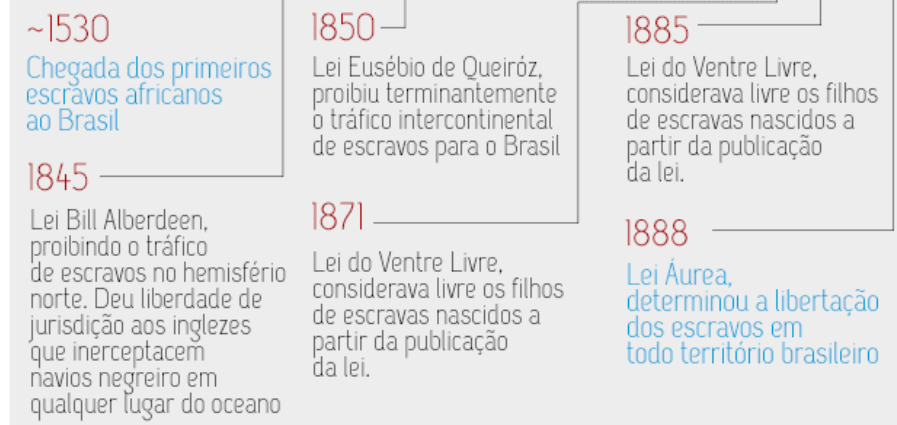 ~1530
Chegada dos primeiros
escravos africanos
ao Brasil
1845
Lei Bill Alberdeen,
proibindo o tráfico
de escravos no hemisfério
norte. Deu liberdade de
jurisdição aos inglezes
que inerceptacem
navios negreiro em
qualquer lugar do oceano
1850
Lei Eusébio de Queiróz,
proibiu terminantemente
o tráfico intercontinental
de escravos para o Brasil
1871
Lei do Ventre Livre,
considerava livre os filhos
de escravas nascidos a
partir da publicação
da lei.
1885
Lei do Ventre Livre,
considerava livre os filhos
de escravas nascidos a
partir da publicação
da lei.
1888
Lei Áurea,
determinou a libertação
dos escravos em
todo território brasileiro